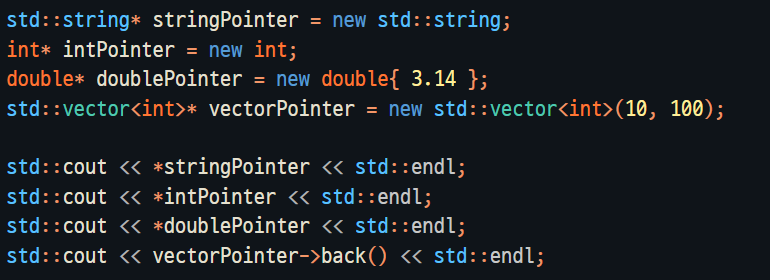 std::string* stringPointer = new std::string;
int* intPointer = new int;
double* doublePointer = new double{ 3.14 };
std::vector<int>* vectorPointer = new std::vector<int>(10, 100);
std::cout << *stringPointer << std::endl;
std::cout << *intPointer << std::endl;
std::cout << *doublePointer << std::endl;
std::cout << vectorPointer->back() << std::endl;